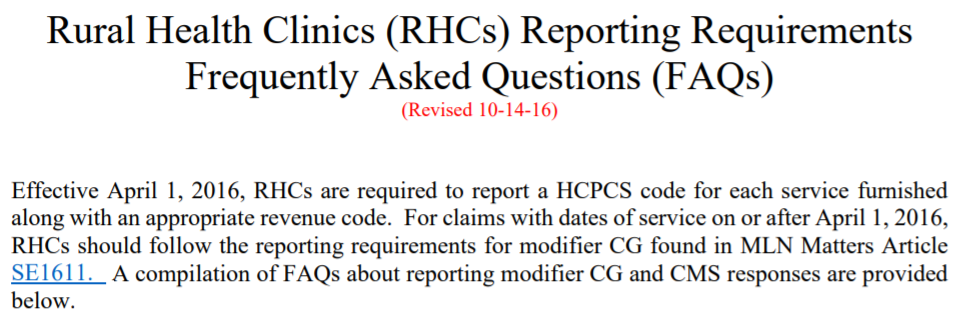 Rural Health Clinics (RHCs) Reporting Requirements
Frequently Asked Questions (FAQs)
(Revised 10-14-16)
Effective April 1, 2016, RHCs are required to report a HCPCS code for each service furnished
along with an appropriate revenue code.  For claims with dates of service on or after April 1, 2016,
RHCs should follow the reporting requirements for modifier CG found in MLN Matters Article
SE1611.  A compilation of FAQs about reporting modifier CG and CMS responses are provided
below.